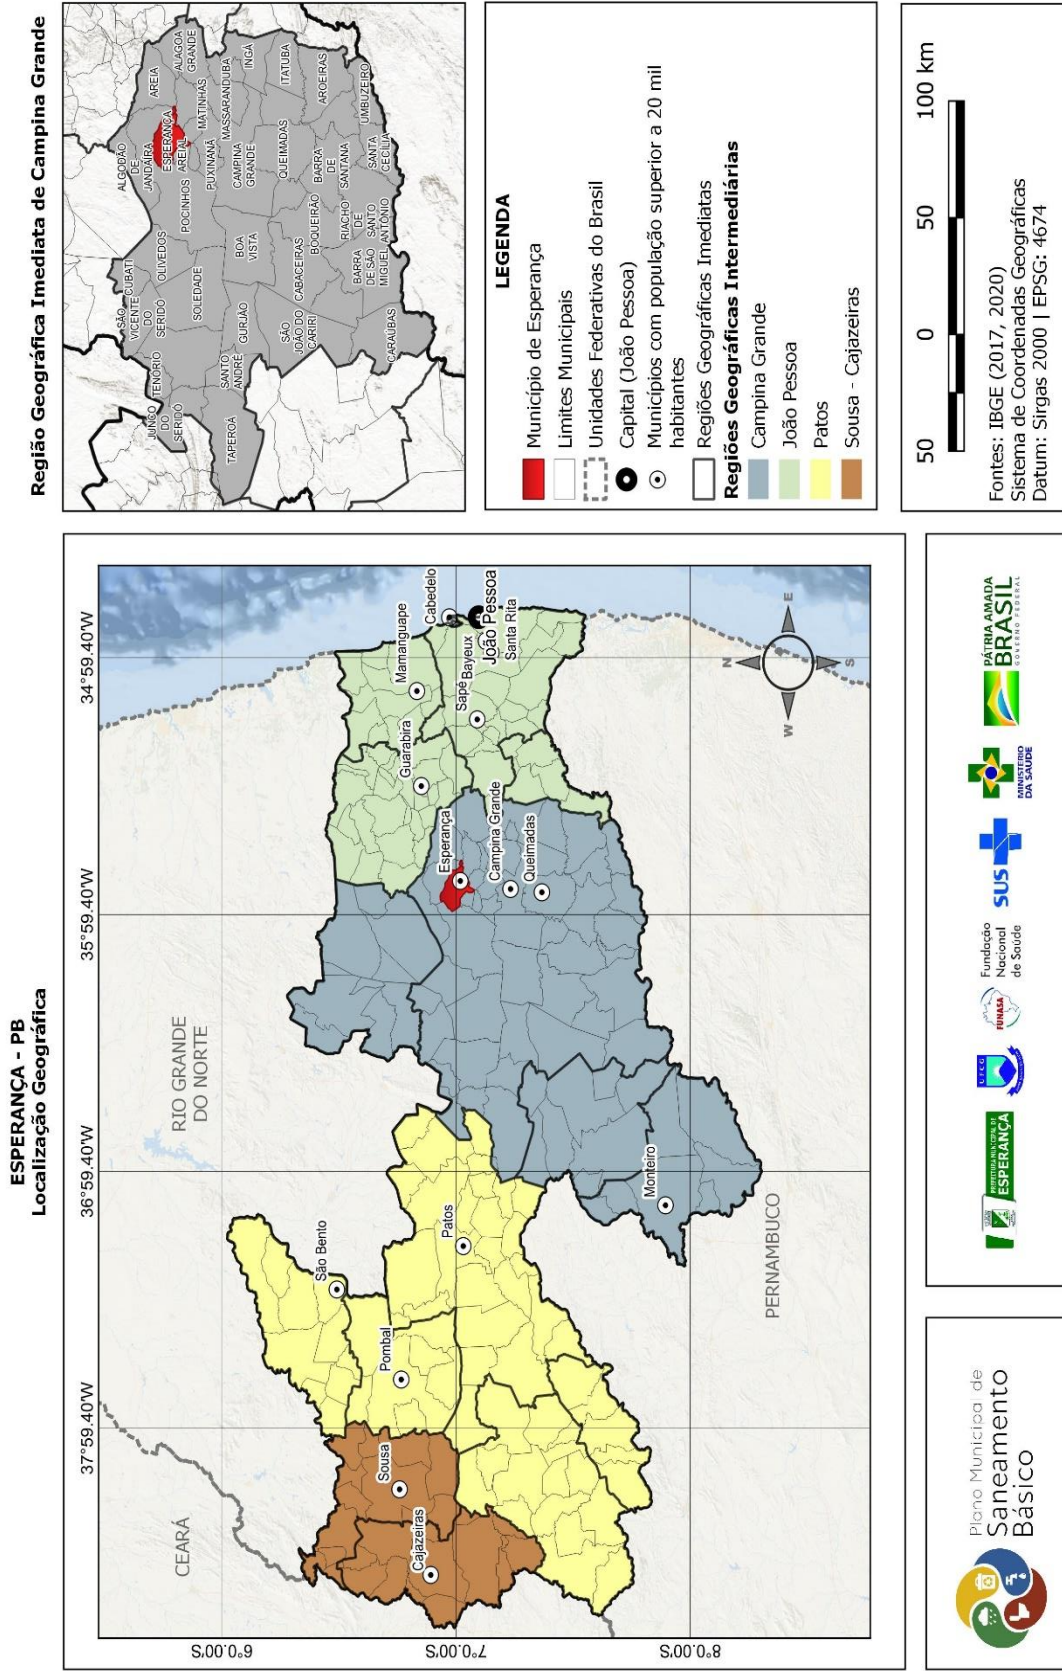 ESPERANÇA - PB
Localização Geográfica
37°59.40'W
36°59.40'W
35°59.40'W
34°59.40'W
6°0.00'S
7°0.00'S
8°0.00'S
CEARÁ
RIO GRANDE
DO NORTE
PERNAMBUCO
São Bento
Pombal
Sousa
Cajazeiras
Patos
Monteiro
Esperança
Campina Grande
Queimadas
Guarabira
Mamanguape
Sapé
Bayeux
Cabedelo
João Pessoa
Santa Rita
N
W
E
S
Região Geográfica Imediata de Campina Grande
JUNCO
DO
SERIDÓ
TENÓRIO
SÃO
VICENTE
DO
SERIDÓ
CUBATI
OLIVEDOS
ALGODÃO
DE
JANDAÍRA
AREIA
ALAGOA
GRANDE
ESPERANÇA
AREIAL
POCINHOS
MATINHAS
PUXINANÃ
MASSARANDUBA
SOLEDADE
TAPEROÁ
SANTO
ANDRÉ
GURJÃO
BOA
VISTA
CAMPINA
GRANDE
INGÁ
QUEIMADAS
ITATUBA
SÃO
JOÃO DO
CARIRI
CABACEIRAS
BOQUEIRÃO
BARRA
DE
SANTANA
AROEIRAS
RIACHO
DE
SANTO
ANTÔNIO
BARRA
DE SÃO
MIGUEL
SANTA
CECÍLIA
UMBUZEIRO
CARAÚBAS
LEGENDA
Município de Esperança
Limites Municipais
Unidades Federativas do Brasil
Capital (João Pessoa)
Municípios com população superior a 20 mil
habitantes
Regiões Geográficas Imediatas
Regiões Geográficas Intermediárias
Campina Grande
João Pessoa
Patos
Sousa - Cajazeiras
50 0 50 100 km
Fontes: IBGE (2017, 2020)
Sistema de Coordenadas Geográficas
Datum: Sirgas 2000 | EPSG: 4674
Plano Municipal de
Saneamento
Básico
PREFEITURA MUNICIPAL DE
ESPERANÇA
UFCG
FUNASA
Fundação
Nacional
de Saúde
SUS
MINISTÉRIO
DA SAÚDE
PÁTRIA AMADA
BRASIL
GOVERNO FEDERAL